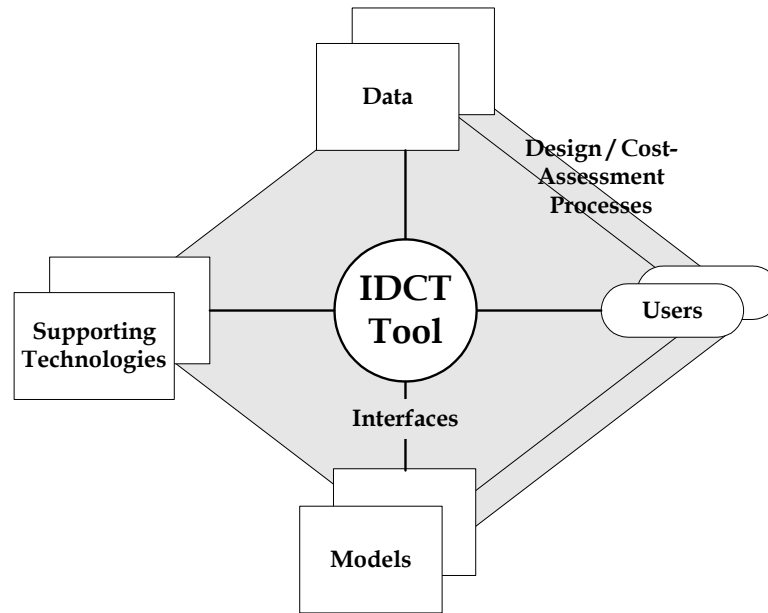 Data
Design / Cost-
Assessment
Processes
IDCT
Tool
Users
Supporting
Technologies
Interfaces
Models